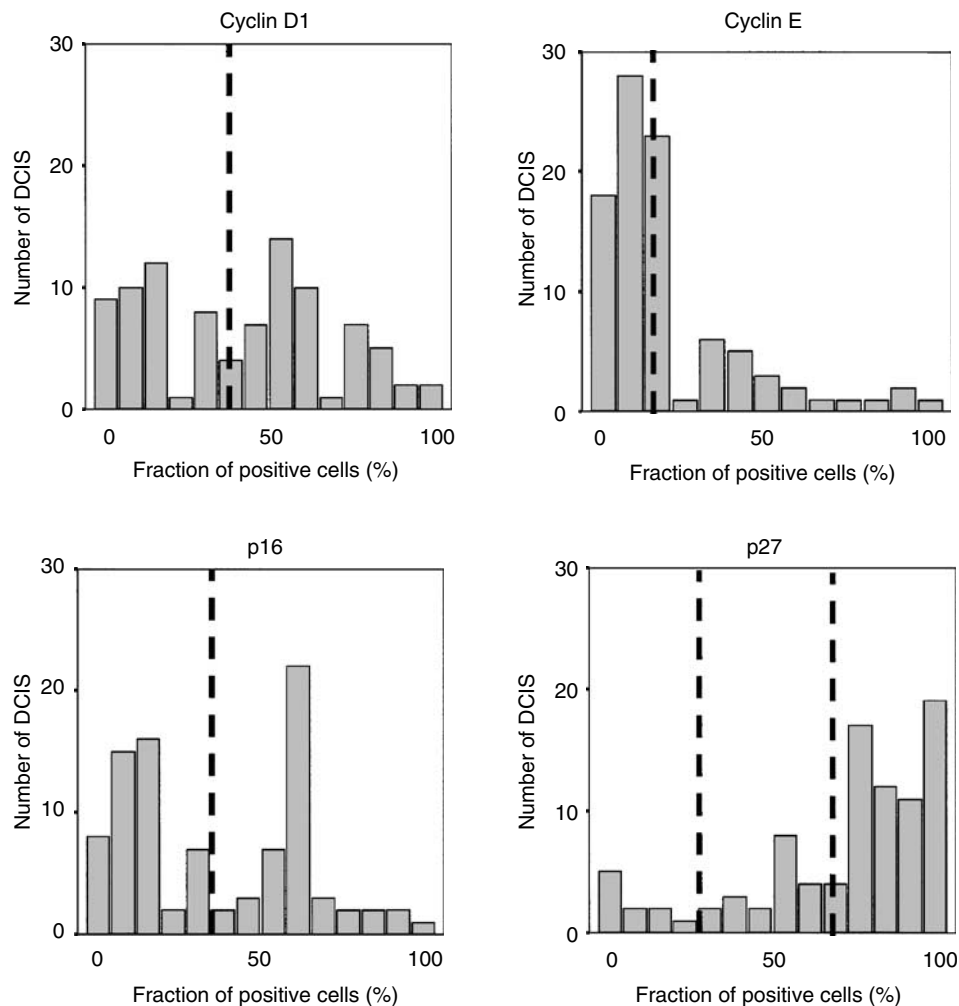 Cyclin D1
30
20
10
0
Number of DCIS
0 50 100
Fraction of positive cells (%)
Cyclin E
30
20
10
0
Number of DCIS
0 50 100
Fraction of positive cells (%)
p16
30
20
10
0
Number of DCIS
0 50 100
Fraction of positive cells (%)
p27
30
20
10
0
Number of DCIS
0 50 100
Fraction of positive cells (%)